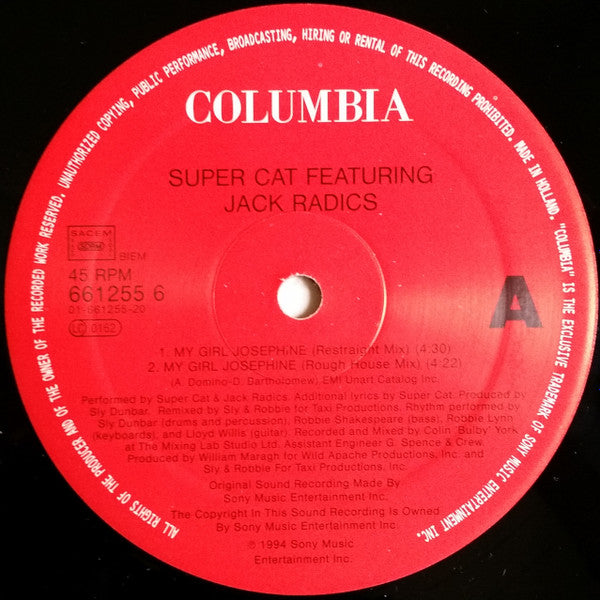 ALL RIGHTS OF THE PRODUCER AND OF THE OWNER OF THE RECORDED WORK RESERVED. UNAUTHORIZED COPYING, PUBLIC PERFORMANCE, BROADCASTING, HIRING OR RENTAL OF THIS RECORDING PROHIBITED. MADE IN HOLLAND. "COLUMBIA" IS THE EXCLUSIVE TRADEMARK OF SONY MUSIC ENTERTAINMENT INC.
COLUMBIA
SUPER CAT FEATURING
JACK RADICS
SACEM
SDRM
BIEM
45 RPM
661255 6
01-661255-20
LC 0162
A
1. MY GIRL JOSEPHINE (Restraight Mix) (4:30)
2. MY GIRL JOSEPHINE (Rough House Mix) (4:22)
(A. Domino-D. Bartholomew) EMI Unart Catalog Inc.
Performed by Super Cat & Jack Radics. Additional lyrics by Super Cat. Produced by
Sly Dunbar. Remixed by Sly & Robbie for Taxi Productions. Rhythm performed by
Sly Dunbar (drums and percussion), Robbie Shakespeare (bass), Robbie Lynn
(keyboards), and Lloyd Willis (guitar). Recorded and Mixed by Colin 'Bulby' York
at The Mixing Lab Studio Ltd. Assistant Engineer G. Spence & Crew.
Produced by William Maragh for Wild Apache Productions, Inc. and
Sly & Robbie For Taxi Productions, Inc.
Original Sound Recording Made By
Sony Music Entertainment Inc.
The Copyright In This Sound Recording Is Owned
By Sony Music Entertainment Inc.
℗ 1994 Sony Music
Entertainment Inc.